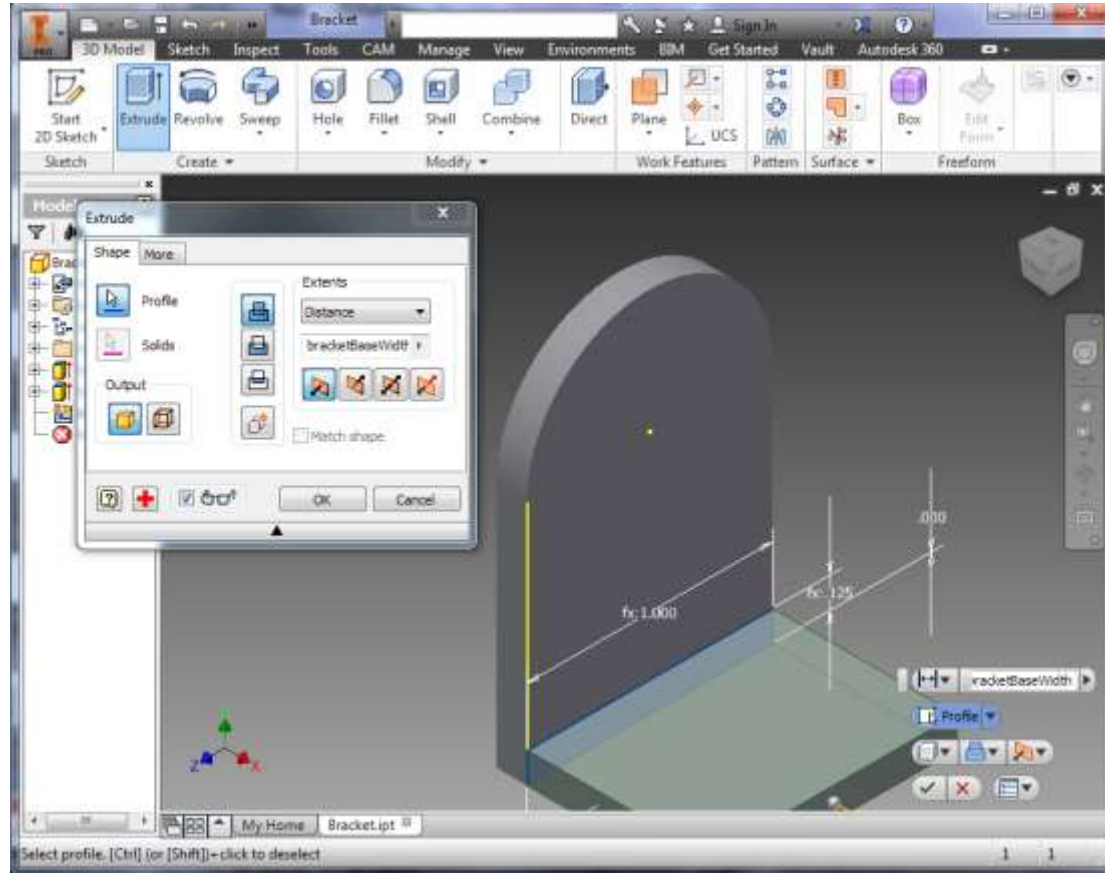 Bracket
Sign In
PRO
3D Model Sketch Inspect Tools CAM Manage View Environments BIM Get Started Vault Autodesk 360
Start
2D Sketch
Extrude Revolve Sweep Hole Fillet Shell Combine Direct Plane UCS Box Edit
Form
Sketch Create Modify Work Features Pattern Surface Freeform
Model
Extrude
Brac
Shape More
Profile
Solids
Output
Extents
Distance
bracketBaseWidth
Match shape
OK Cancel
.000
fx:.125
fx:1.000
racketBaseWidth
Profile
Z X
My Home Bracket.ipt
Select profile. [Ctrl] (or [Shift])+click to deselect 1 1